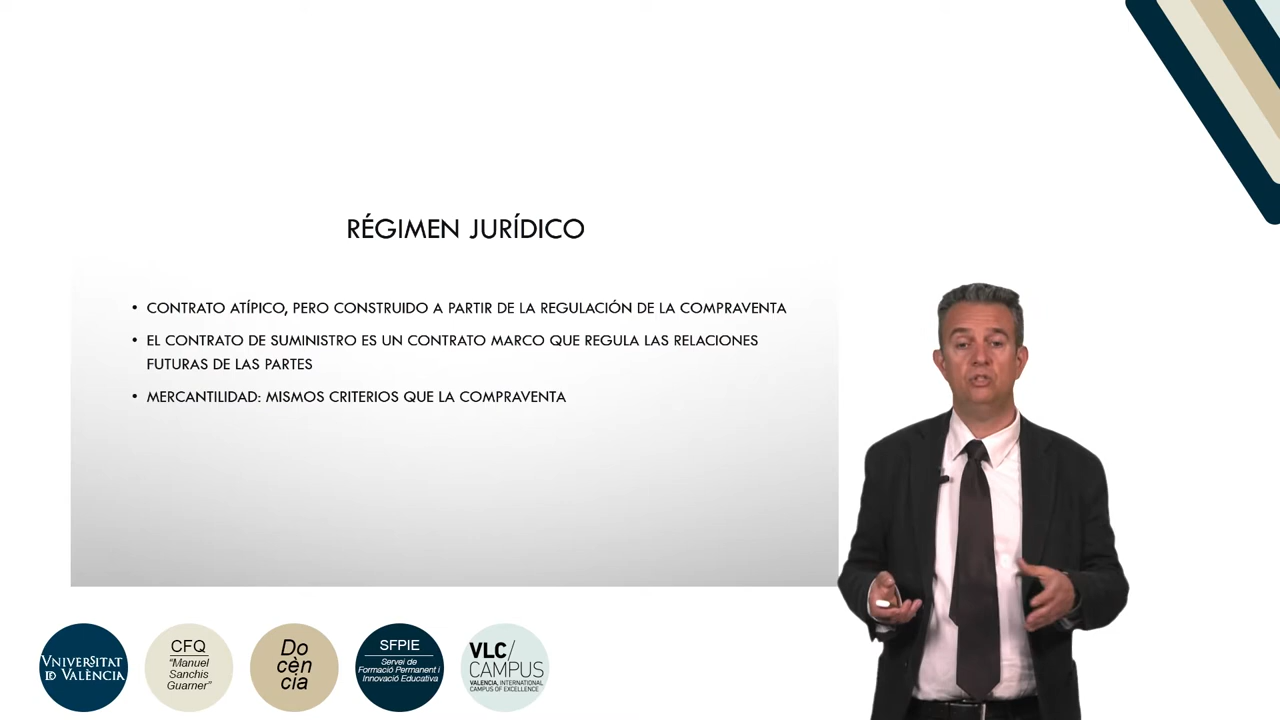 RÉGIMEN JURÍDICO
• CONTRATO ATÍPICO, PERO CONSTRUIDO A PARTIR DE LA REGULACIÓN DE LA COMPRAVENTA
• EL CONTRATO DE SUMINISTRO ES UN CONTRATO MARCO QUE REGULA LAS RELACIONES
FUTURAS DE LAS PARTES
• MERCANTILIDAD: MISMOS CRITERIOS QUE LA COMPRAVENTA
VNIVERSITAT
ID VALÈNCIA
CFQ
"Manuel
Sanchis
Guarner"
Do
cèn
cia
SFPIE
Servei de
Formació Permanent i
Innovació Educativa
VLC/
CAMPUS
VALENCIA, INTERNATIONAL
CAMPUS OF EXCELLENCE